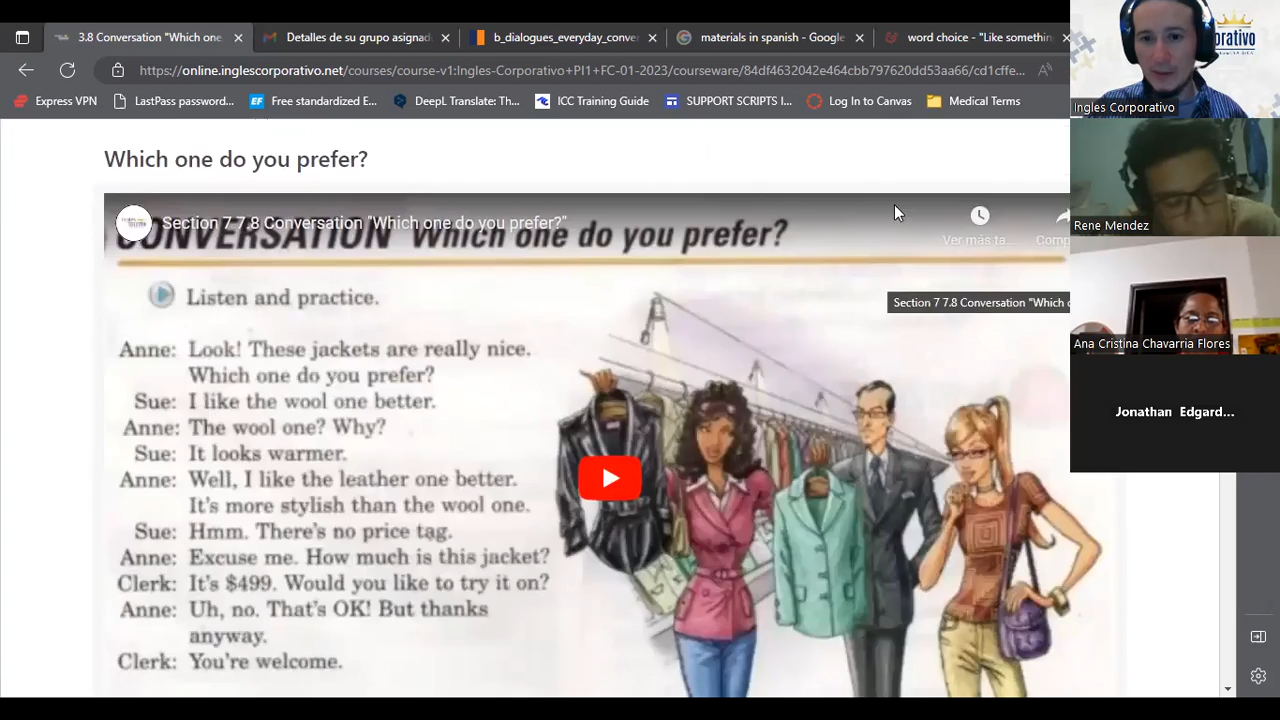 3.8 Conversation "Which one
Detalles de su grupo asignad
b_dialogues_everyday_conver
materials in spanish - Google
word choice - "Like somethin
https://online.inglescorporativo.net/courses/course-v1:Ingles-Corporativo+PI1+FC-01-2023/courseware/84df4632042e464cbb797620dd53aa66/cd1cffe...
Express VPN
LastPass password...
Free standardized E...
DeepL Translate: Th...
ICC Training Guide
SUPPORT SCRIPTS I...
Log In to Canvas
Medical Terms
orativo
Ingles Corporativo
Rene Mendez
Ana Cristina Chavarria Flores
Jonathan Edgard...
Which one do you prefer?
Section 7 7.8 Conversation "Which one do you prefer?"
CONVERSATION Which one do you prefer?
Ver más ta...
Comp
Section 7 7.8 Conversation "Which o
Listen and practice.
Anne: Look! These jackets are really nice.
Which one do you prefer?
Sue: I like the wool one better.
Anne: The wool one? Why?
Sue: It looks warmer.
Anne: Well, I like the leather one better.
It's more stylish than the wool one.
Sue: Hmm. There's no price tag.
Anne: Excuse me. How much is this jacket?
Clerk: It's $499. Would you like to try it on?
Anne: Uh, no. That's OK! But thanks
anyway.
Clerk: You're welcome.